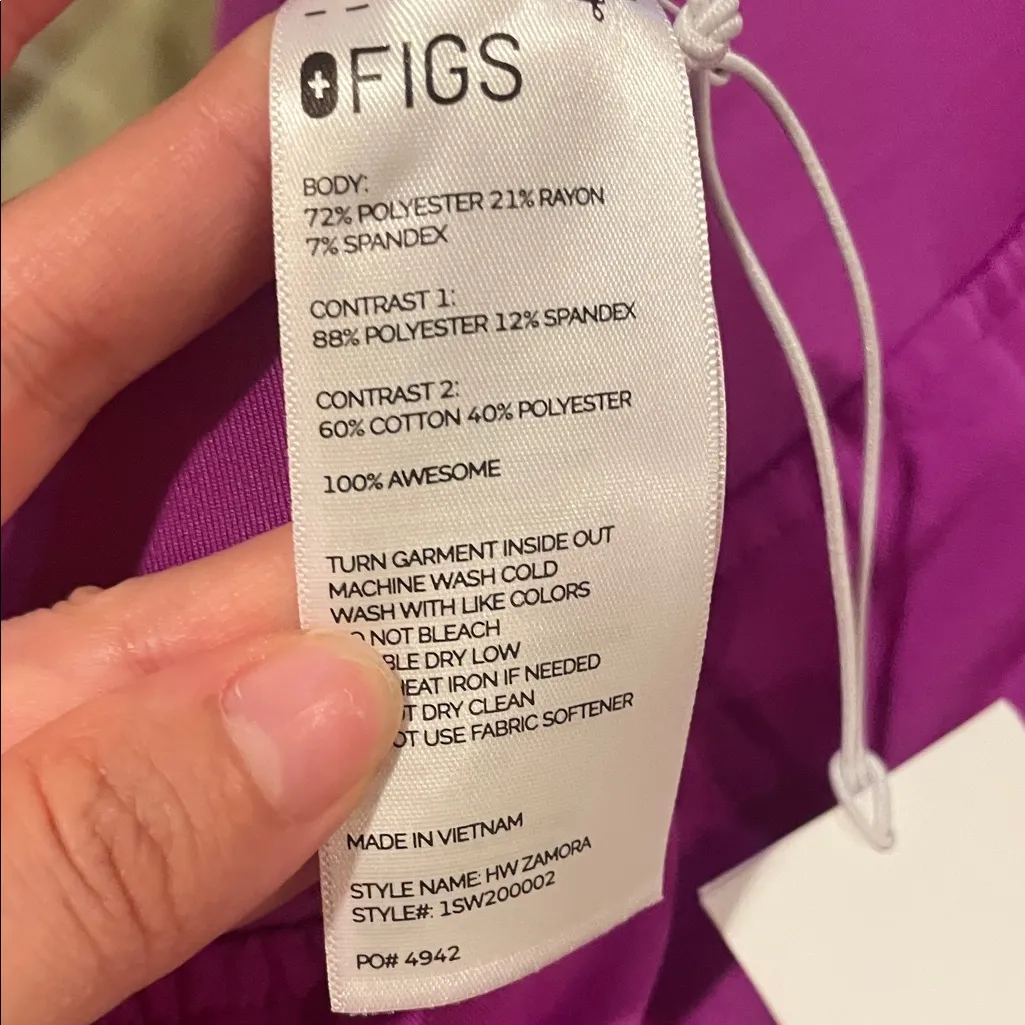 FIGS
BODY:
72% POLYESTER 21% RAYON
7% SPANDEX
CONTRAST 1:
88% POLYESTER 12% SPANDEX
CONTRAST 2:
60% COTTON 40% POLYESTER
100% AWESOME
TURN GARMENT INSIDE OUT
MACHINE WASH COLD
WASH WITH LIKE COLORS
NOT BLEACH
DRY LOW
IRON IF NEEDED
DRY CLEAN
USE FABRIC SOFTENER
MADE IN VIETNAM
STYLE NAME: HW ZAMORA
STYLE#: 1SW200002
PO# 4942